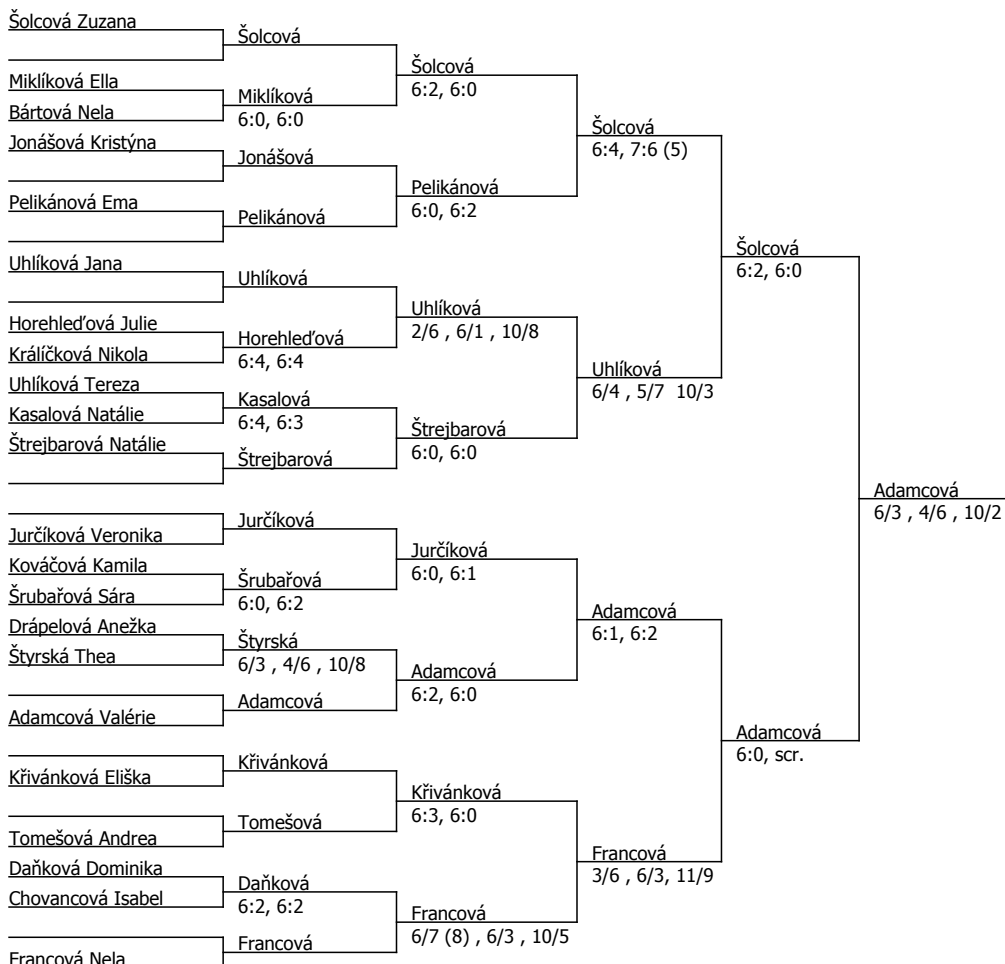 Šolcová Zuzana
Miklíková Ella
Bártová Nela
Jonášová Kristýna
Pelikánová Ema
Uhlíková Jana
Horehleďová Julie
Králíčková Nikola
Uhlíková Tereza
Kasalová Natálie
Štrejbarová Natálie
Jurčíková Veronika
Kováčová Kamila
Šrubařová Sára
Drápelová Anežka
Štyrská Thea
Adamcová Valérie
Křivánková Eliška
Tomešová Andrea
Daňková Dominika
Chovancová Isabel
Francová Nela
Šolcová
Miklíková
6:0, 6:0
Jonášová
Pelikánová
Uhlíková
Horehleďová
6:4, 6:4
Kasalová
6:4, 6:3
Štrejbarová
Jurčíková
Šrubařová
6:0, 6:2
Štyrská
6/3 , 4/6 , 10/8
Adamcová
Křivánková
Tomešová
Daňková
6:2, 6:2
Francová
Šolcová
6:2, 6:0
Pelikánová
6:0, 6:2
Uhlíková
2/6 , 6/1 , 10/8
Štrejbarová
6:0, 6:0
Jurčíková
6:0, 6:1
Adamcová
6:2, 6:0
Křivánková
6:3, 6:0
Francová
6/7 (8) , 6/3 , 10/5
Šolcová
6:4, 7:6 (5)
Uhlíková
6/4 , 5/7 10/3
Adamcová
6:1, 6:2
Francová
3/6 , 6/3, 11/9
Šolcová
6:2, 6:0
Adamcová
6:0, scr.
Adamcová
6/3 , 4/6 , 10/2